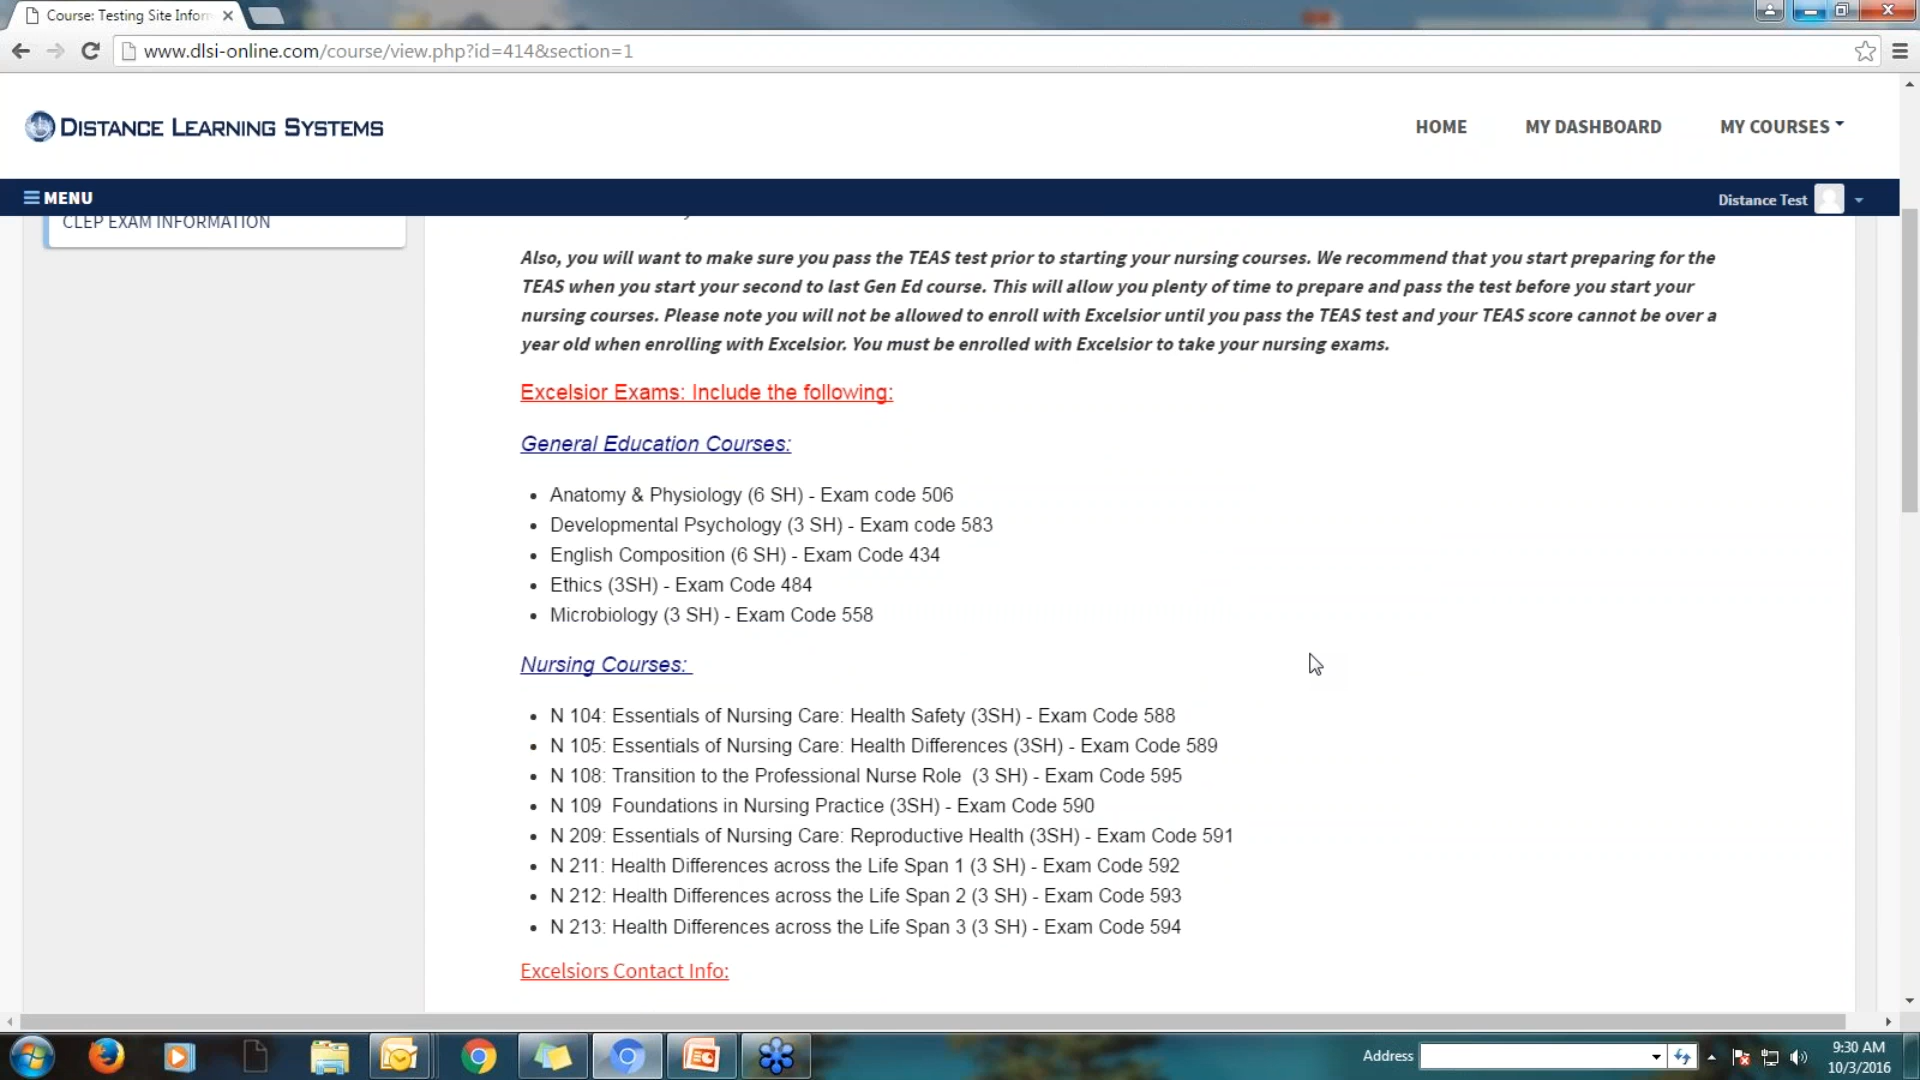 Course: Testing Site Inform
www.dlsi-online.com/course/view.php?id=414&section=1
DISTANCE LEARNING SYSTEMS
HOME
MY DASHBOARD
MY COURSES
MENU
Distance Test
CLEP EXAM INFORMATION
Also, you will want to make sure you pass the TEAS test prior to starting your nursing courses. We recommend that you start preparing for the
TEAS when you start your second to last Gen Ed course. This will allow you plenty of time to prepare and pass the test before you start your
nursing courses. Please note you will not be allowed to enroll with Excelsior until you pass the TEAS test and your TEAS score cannot be over a
year old when enrolling with Excelsior. You must be enrolled with Excelsior to take your nursing exams.
Excelsior Exams: Include the following:
General Education Courses:
Anatomy & Physiology (6 SH) - Exam code 506
Developmental Psychology (3 SH) - Exam code 583
English Composition (6 SH) - Exam Code 434
Ethics (3SH) - Exam Code 484
Microbiology (3 SH) - Exam Code 558
Nursing Courses:
N 104: Essentials of Nursing Care: Health Safety (3SH) - Exam Code 588
N 105: Essentials of Nursing Care: Health Differences (3SH) - Exam Code 589
N 108: Transition to the Professional Nurse Role (3 SH) - Exam Code 595
N 109 Foundations in Nursing Practice (3SH) - Exam Code 590
N 209: Essentials of Nursing Care: Reproductive Health (3SH) - Exam Code 591
N 211: Health Differences across the Life Span 1 (3 SH) - Exam Code 592
N 212: Health Differences across the Life Span 2 (3 SH) - Exam Code 593
N 213: Health Differences across the Life Span 3 (3 SH) - Exam Code 594
Excelsiors Contact Info:
Address
9:30 AM
10/3/2016